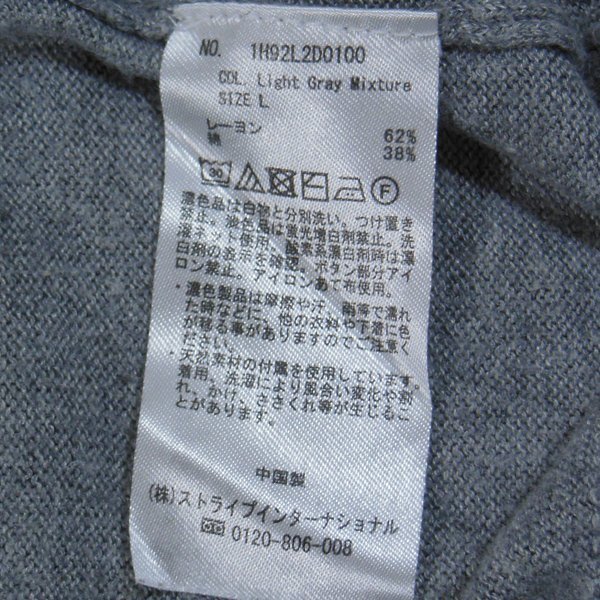 NO. 1H92L2D0100
COL. Light Gray Mixture
SIZE L
レーヨン 62%
綿 38%
30 F
濃色品は白物と分別洗い。つけ置き
禁止。淡色品は蛍光増白剤禁止。洗
濯ネット使用。酸素系漂白剤時は漂
白剤の表示を確認。ボタン部分アイ
ロン禁止。アイロンあて布使用。
・濃色製品は摩擦や汗、雨等で濡れ
た時などに、他の衣料や下着に色
が移る事がありますのでご注意く
ださい。
・天然素材の付属を使用しています。
着用、洗濯により風合い変化や割
れ、かけ、ささくれ等が生じるこ
とがあります。
中国製
(株)ストライプインターナショナル
0120-806-008